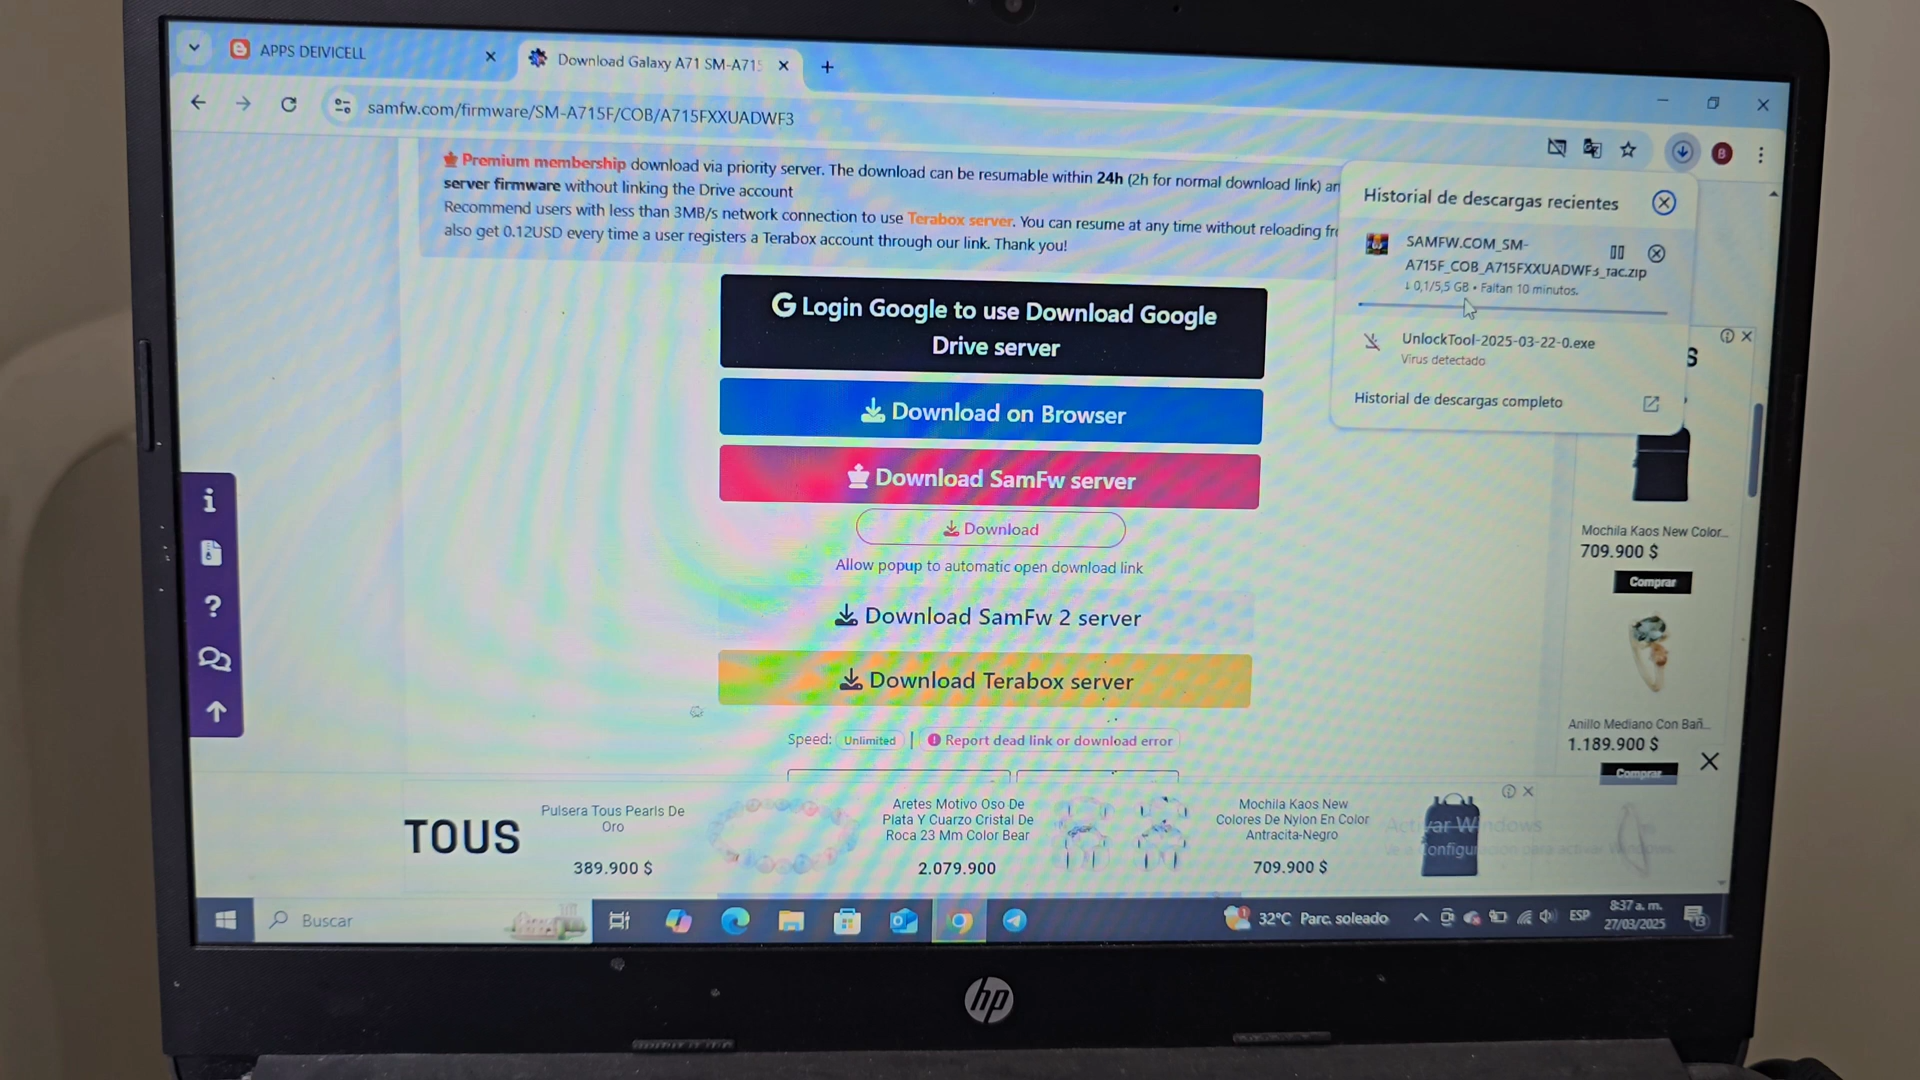 APPS DEIVICELL
Download Galaxy A71 SM-A715
samfw.com/firmware/SM-A715F/COB/A715FXXUADWF3
Premium membership download via priority server. The download can be resumable within 24h (2h for normal download link) an
server firmware without linking the Drive account
Recommend users with less than 3MB/s network connection to use Terabox server. You can resume at any time without reloading fr
also get 0.12USD every time a user registers a Terabox account through our link. Thank you!
B
Historial de descargas recientes
SAMFW.COM_SM-
A715F_COB_A715FXXUADWF3_fac.zip
↓ 0,1/5,5 GB • Faltan 10 minutos.
UnlockTool-2025-03-22-0.exe
Virus detectado
Historial de descargas completo
S
G Login Google to use Download Google
Drive server
Download on Browser
Download SamFw server
Download
Allow popup to automatic open download link
Download SamFw 2 server
Download Terabox server
Speed: Unlimited | Report dead link or download error
Mochila Kaos New Color...
709.900 $
Comprar
Anillo Mediano Con Bañ...
1.189.900 $
Comprar
TOUS
Pulsera Tous Pearls De
Oro
389.900 $
Aretes Motivo Oso De
Plata Y Cuarzo Cristal De
Roca 23 Mm Color Bear
2.079.900
Mochila Kaos New
Colores De Nylon En Color
Antracita-Negro
709.900 $
Activar Windows
Ve a Configuración para activar Windows.
Buscar
32°C Parc. soleado
ESP
8:37 a. m.
27/03/2025
13
hp